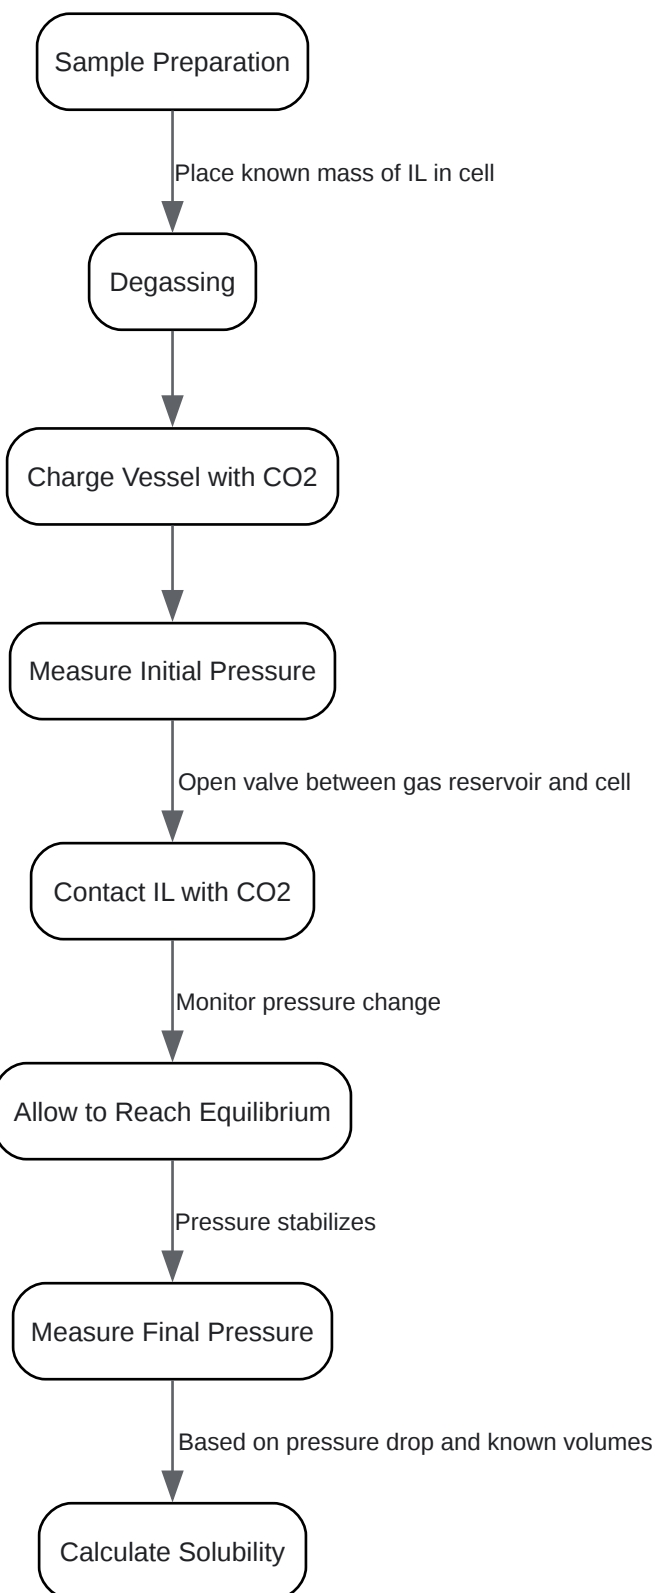 Sample Preparation
Place known mass of IL in cell
Degassing
Charge Vessel with CO2
Measure Initial Pressure
Open valve between gas reservoir and cell
Contact IL with CO2
Monitor pressure change
Allow to Reach Equilibrium
Pressure stabilizes
Measure Final Pressure
Based on pressure drop and known volumes
Calculate Solubility